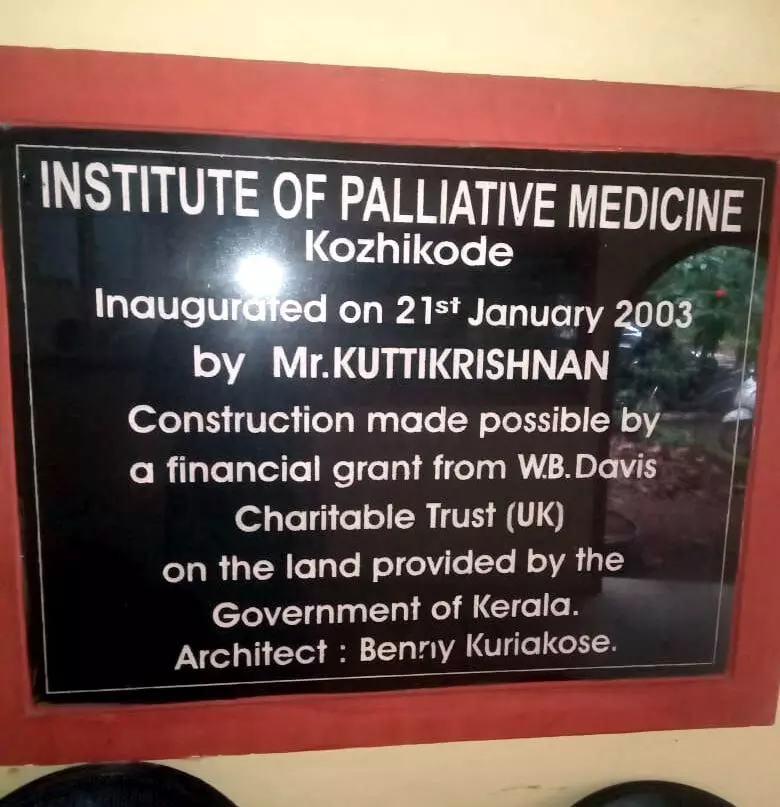 INSTITUTE OF PALLIATIVE MEDICINE
Kozhikode
Inaugurated on 21st January 2003
by Mr.KUTTIKRISHNAN
Construction made possible by
a financial grant from W.B.Davis
Charitable Trust (UK)
on the land provided by the
Government of Kerala.
Architect : Benny Kuriakose.